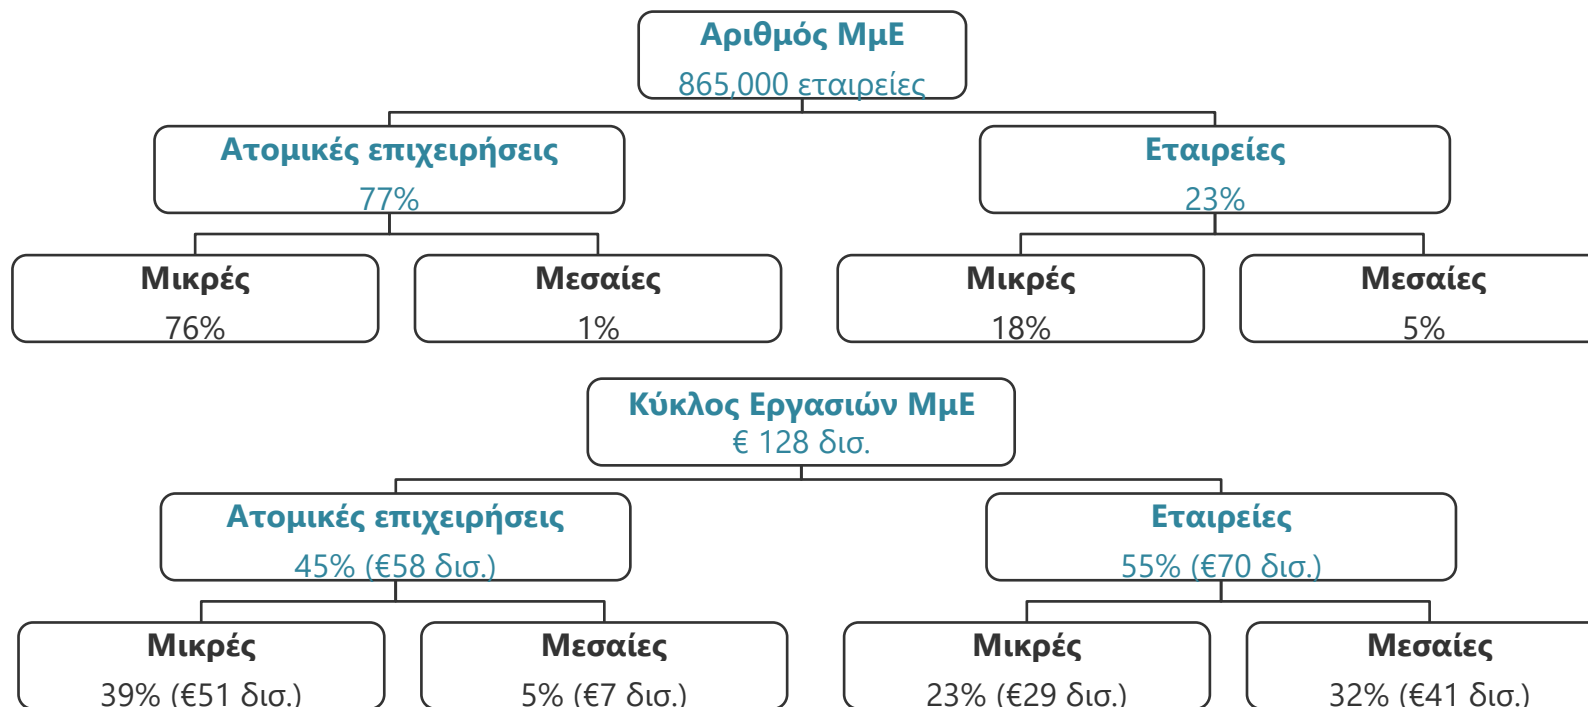 Αριθμός ΜμΕ
865,000 εταιρείες
Ατομικές επιχειρήσεις
77%
Εταιρείες
23%
Μικρές
76%
Μεσαίες
1%
Μικρές
18%
Μεσαίες
5%
Κύκλος Εργασιών ΜμΕ
€ 128 δισ.
Ατομικές επιχειρήσεις
45% (€58 δισ.)
Εταιρείες
55% (€70 δισ.)
Μικρές
39% (€51 δισ.)
Μεσαίες
5% (€7 δισ.)
Μικρές
23% (€29 δισ.)
Μεσαίες
32% (€41 δισ.)